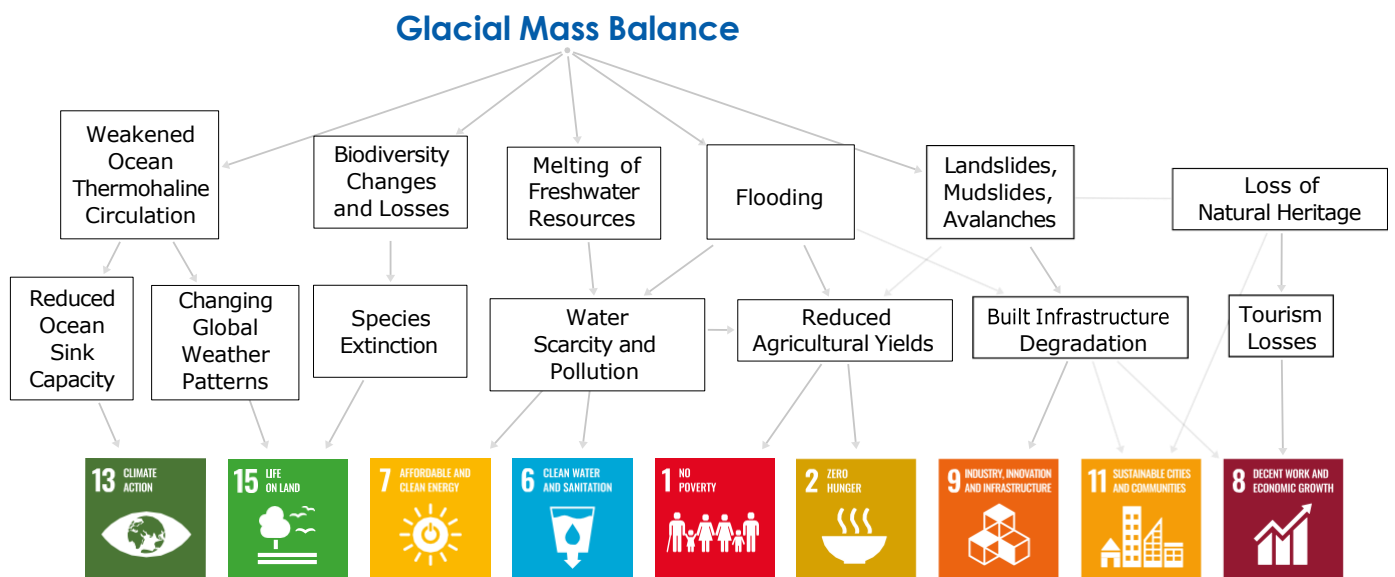 Glacial Mass Balance
Weakened
Ocean
Thermohaline
Circulation
Biodiversity
Changes
and Losses
Melting of
Freshwater
Resources
Flooding
Landslides,
Mudslides,
Avalanches
Loss of
Natural Heritage
Reduced
Ocean
Sink
Capacity
Changing
Global
Weather
Patterns
Species
Extinction
Water
Scarcity and
Pollution
Reduced
Agricultural Yields
Built Infrastructure
Degradation
Tourism
Losses
13 CLIMATE
ACTION
15 LIFE
ON LAND
7 AFFORDABLE AND
CLEAN ENERGY
6 CLEAN WATER
AND SANITATION
1 NO
POVERTY
2 ZERO
HUNGER
9 INDUSTRY, INNOVATION
AND INFRASTRUCTURE
11 SUSTAINABLE CITIES
AND COMMUNITIES
8 DECENT WORK AND
ECONOMIC GROWTH